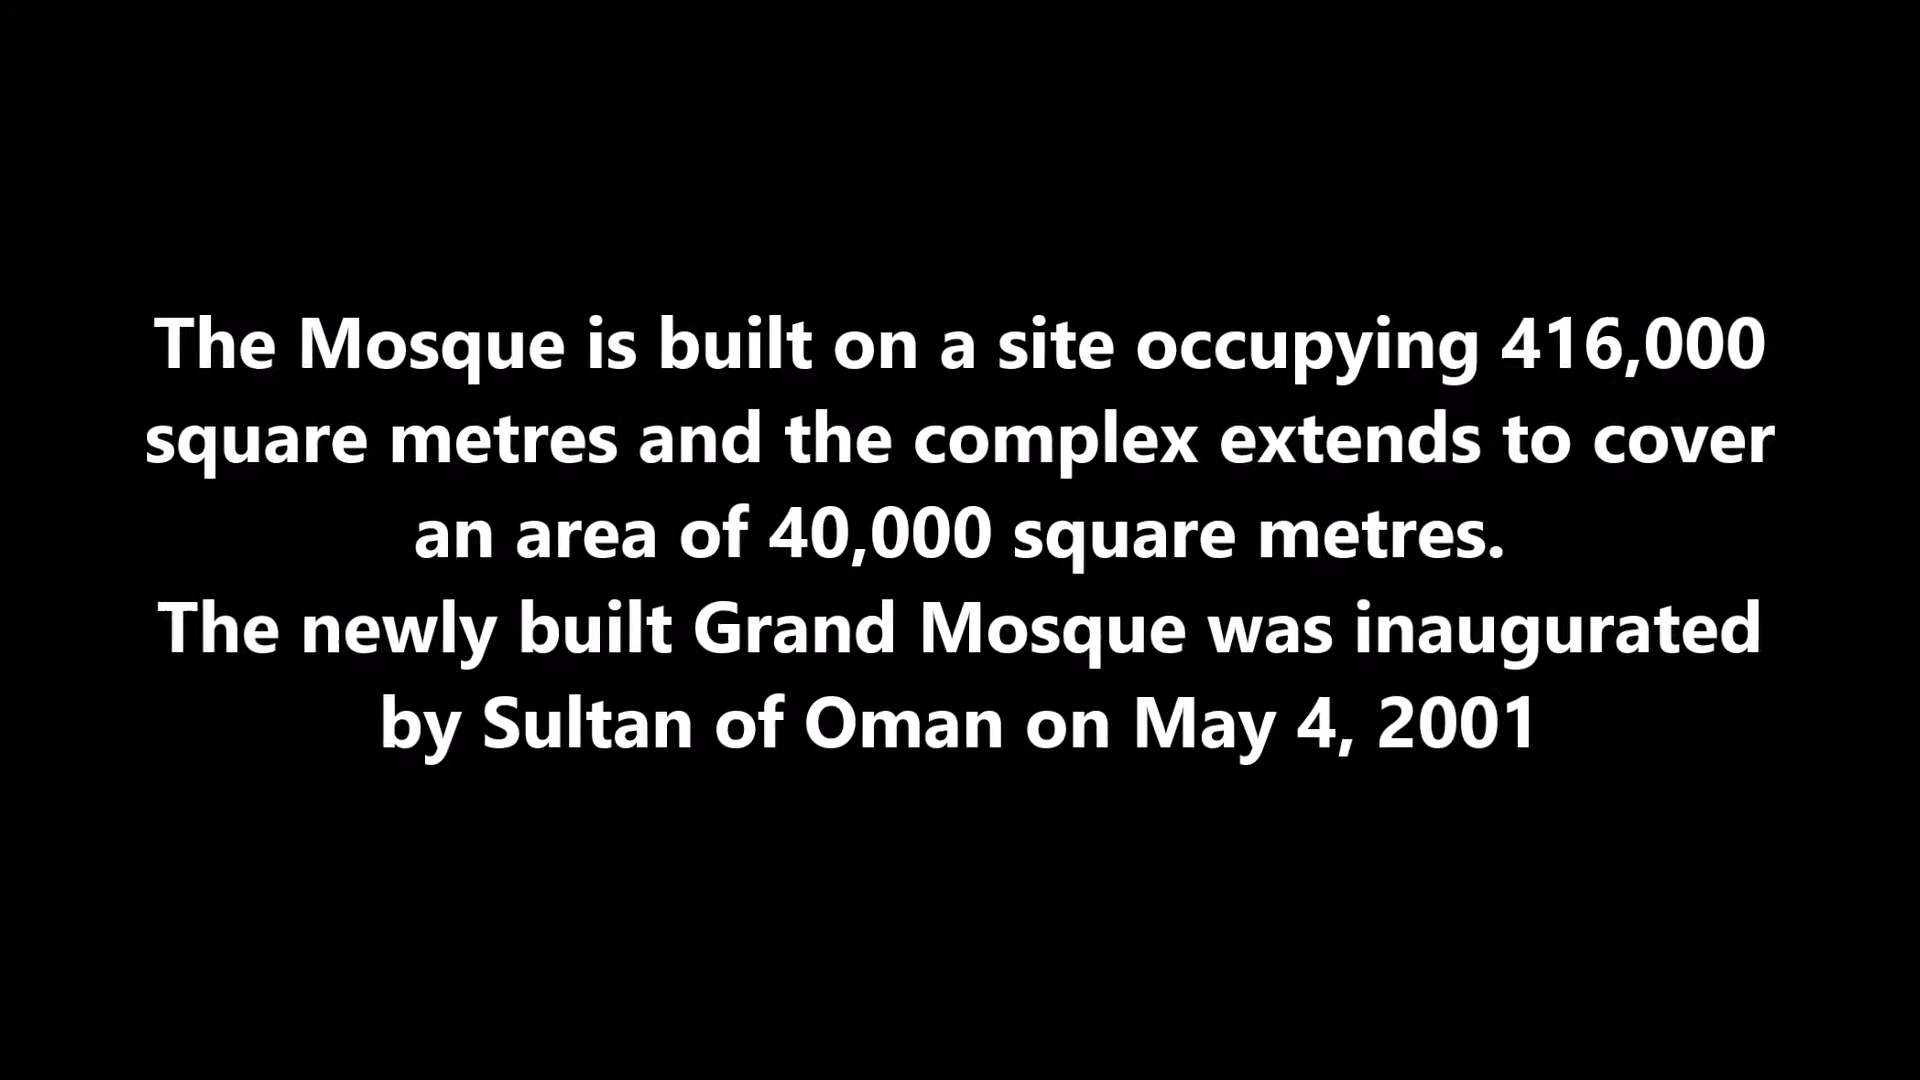 The Mosque is built on a site occupying 416,000
square metres and the complex extends to cover
an area of 40,000 square metres.
The newly built Grand Mosque was inaugurated
by Sultan of Oman on May 4, 2001